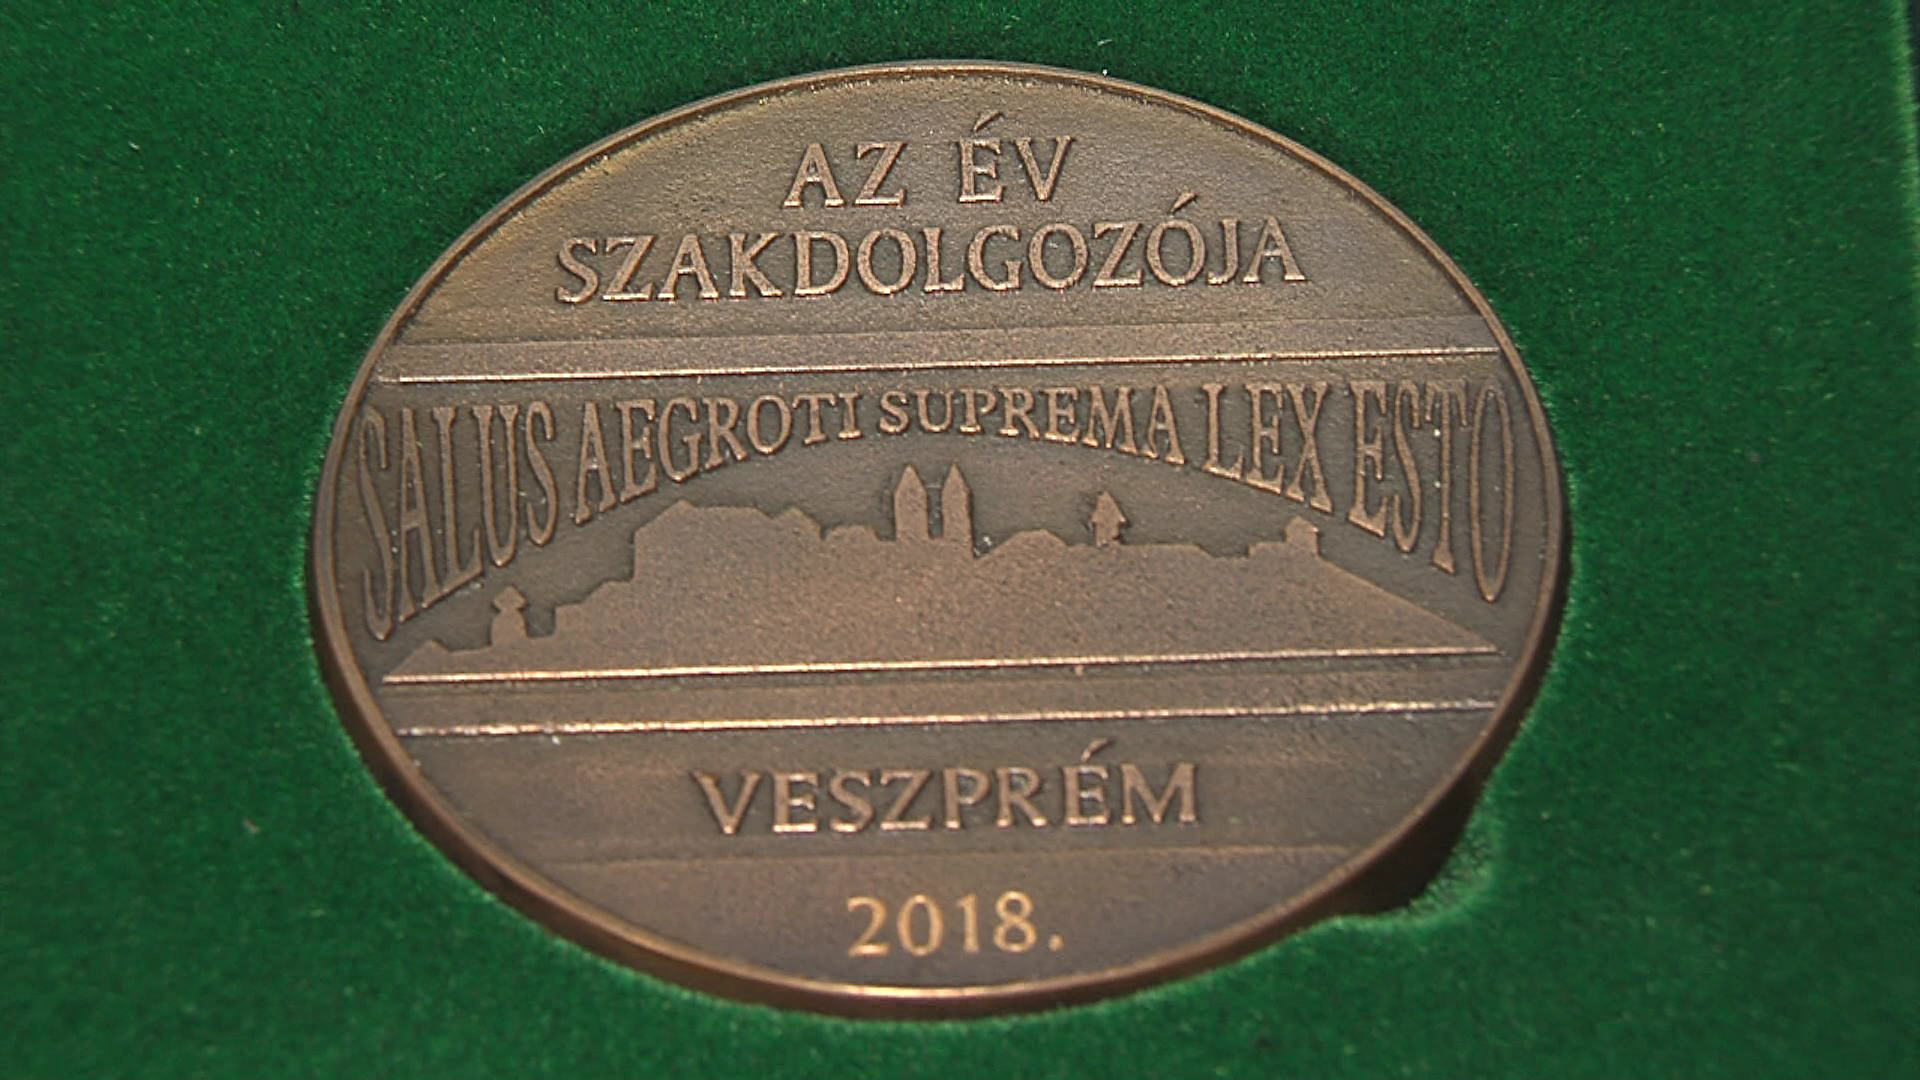 AZ ÉV
SZAKDOLGOZÓJA
SALUS AEGROTI SUPREMA LEX ESTO
VESZPRÉM
2018.